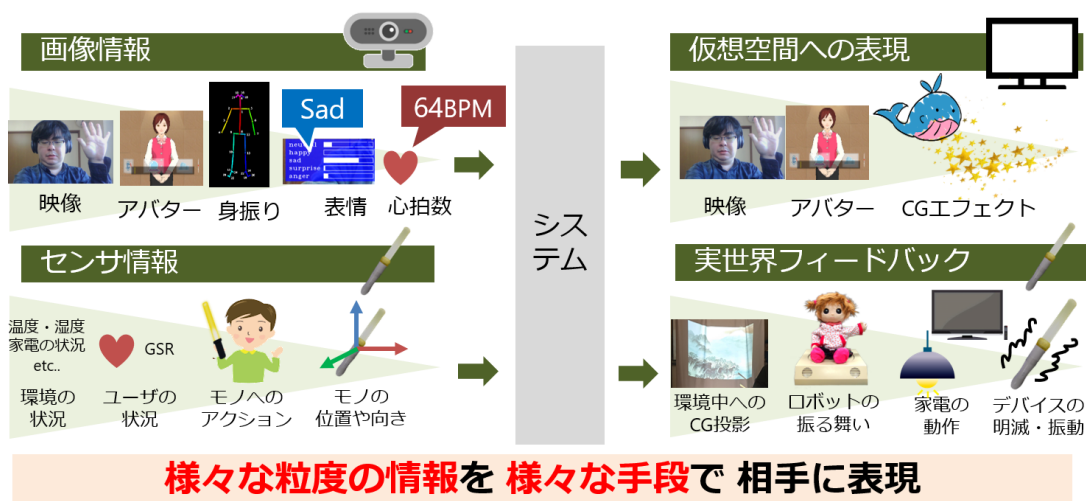 画像情報
Sad
64BPM
neutral
happy
sad
surprise
anger
映像
アバター
身振り
表情
心拍数
センサ情報
温度・湿度
家電の状況
etc..
GSR
環境の
状況
ユーザの
状況
モノへの
アクション
モノの
位置や向き
シス
テム
仮想空間への表現
映像
アバター
CGエフェクト
実世界フィードバック
環境中への
CG投影
ロボットの
振る舞い
家電の
動作
デバイスの
明滅・振動
様々な粒度の情報を 様々な手段で 相手に表現